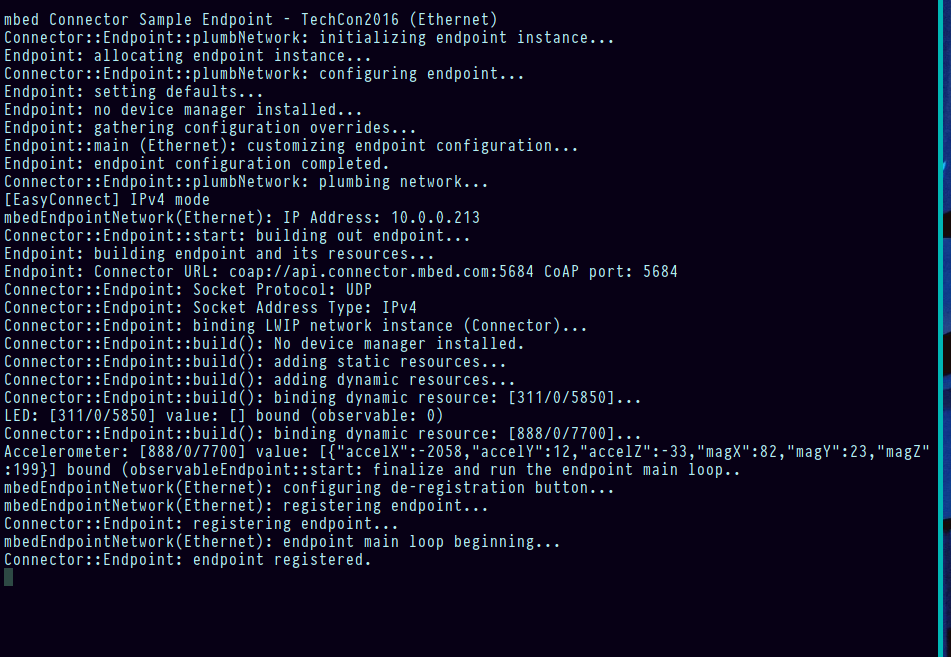 mbed Connector Sample Endpoint - TechCon2016 (Ethernet)
Connector::Endpoint::plumbNetwork: initializing endpoint instance...
Endpoint: allocating endpoint instance...
Connector::Endpoint::plumbNetwork: configuring endpoint...
Endpoint: setting defaults...
Endpoint: no device manager installed...
Endpoint: gathering configuration overrides...
Endpoint::main (Ethernet): customizing endpoint configuration...
Endpoint: endpoint configuration completed.
Connector::Endpoint::plumbNetwork: plumbing network...
[EasyConnect] IPv4 mode
mbedEndpointNetwork(Ethernet): IP Address: 10.0.0.213
Connector::Endpoint::start: building out endpoint...
Endpoint: building endpoint and its resources...
Endpoint: Connector URL: coap://api.connector.mbed.com:5684 CoAP port: 5684
Connector::Endpoint: Socket Protocol: UDP
Connector::Endpoint: Socket Address Type: IPv4
Connector::Endpoint: binding LWIP network instance (Connector)...
Connector::Endpoint::build(): No device manager installed.
Connector::Endpoint::build(): adding static resources...
Connector::Endpoint::build(): adding dynamic resources...
Connector::Endpoint::build(): binding dynamic resource: [311/0/5850]...
LED: [311/0/5850] value: [] bound (observable: 0)
Connector::Endpoint::build(): binding dynamic resource: [888/0/7700]...
Accelerometer: [888/0/7700] value: [{"accelX":-2058,"accelY":12,"accelZ":-33,"magX":82,"magY":23,"magZ"
:199}] bound (observableEndpoint::start: finalize and run the endpoint main loop..
mbedEndpointNetwork(Ethernet): configuring de-registration button...
mbedEndpointNetwork(Ethernet): registering endpoint...
Connector::Endpoint: registering endpoint...
mbedEndpointNetwork(Ethernet): endpoint main loop beginning...
Connector::Endpoint: endpoint registered.